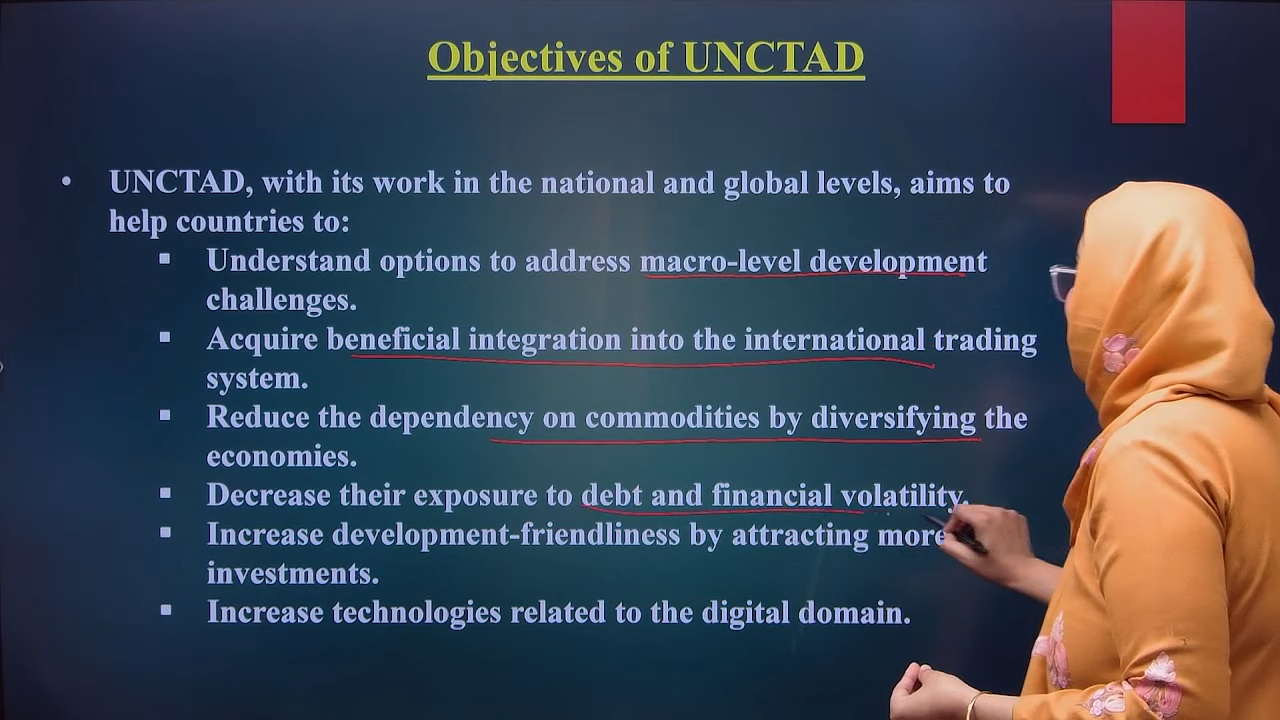 Objectives of UNCTAD
• UNCTAD, with its work in the national and global levels, aims to
help countries to:
▪ Understand options to address macro-level development
challenges.
▪ Acquire beneficial integration into the international trading
system.
▪ Reduce the dependency on commodities by diversifying the
economies.
▪ Decrease their exposure to debt and financial volatility.
▪ Increase development-friendliness by attracting more
investments.
▪ Increase technologies related to the digital domain.